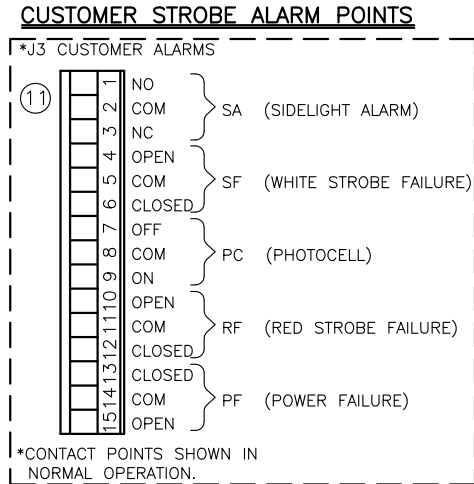 CUSTOMER STROBE ALARM POINTS
*J3 CUSTOMER ALARMS
11
1 NO
2 COM SA (SIDELIGHT ALARM)
3 NC
4 OPEN
5 COM SF (WHITE STROBE FAILURE)
6 CLOSED
7 OFF
8 COM PC (PHOTOCELL)
9 ON
10 OPEN
11 COM RF (RED STROBE FAILURE)
12 CLOSED
13 CLOSED
14 COM PF (POWER FAILURE)
15 OPEN
*CONTACT POINTS SHOWN IN
NORMAL OPERATION.